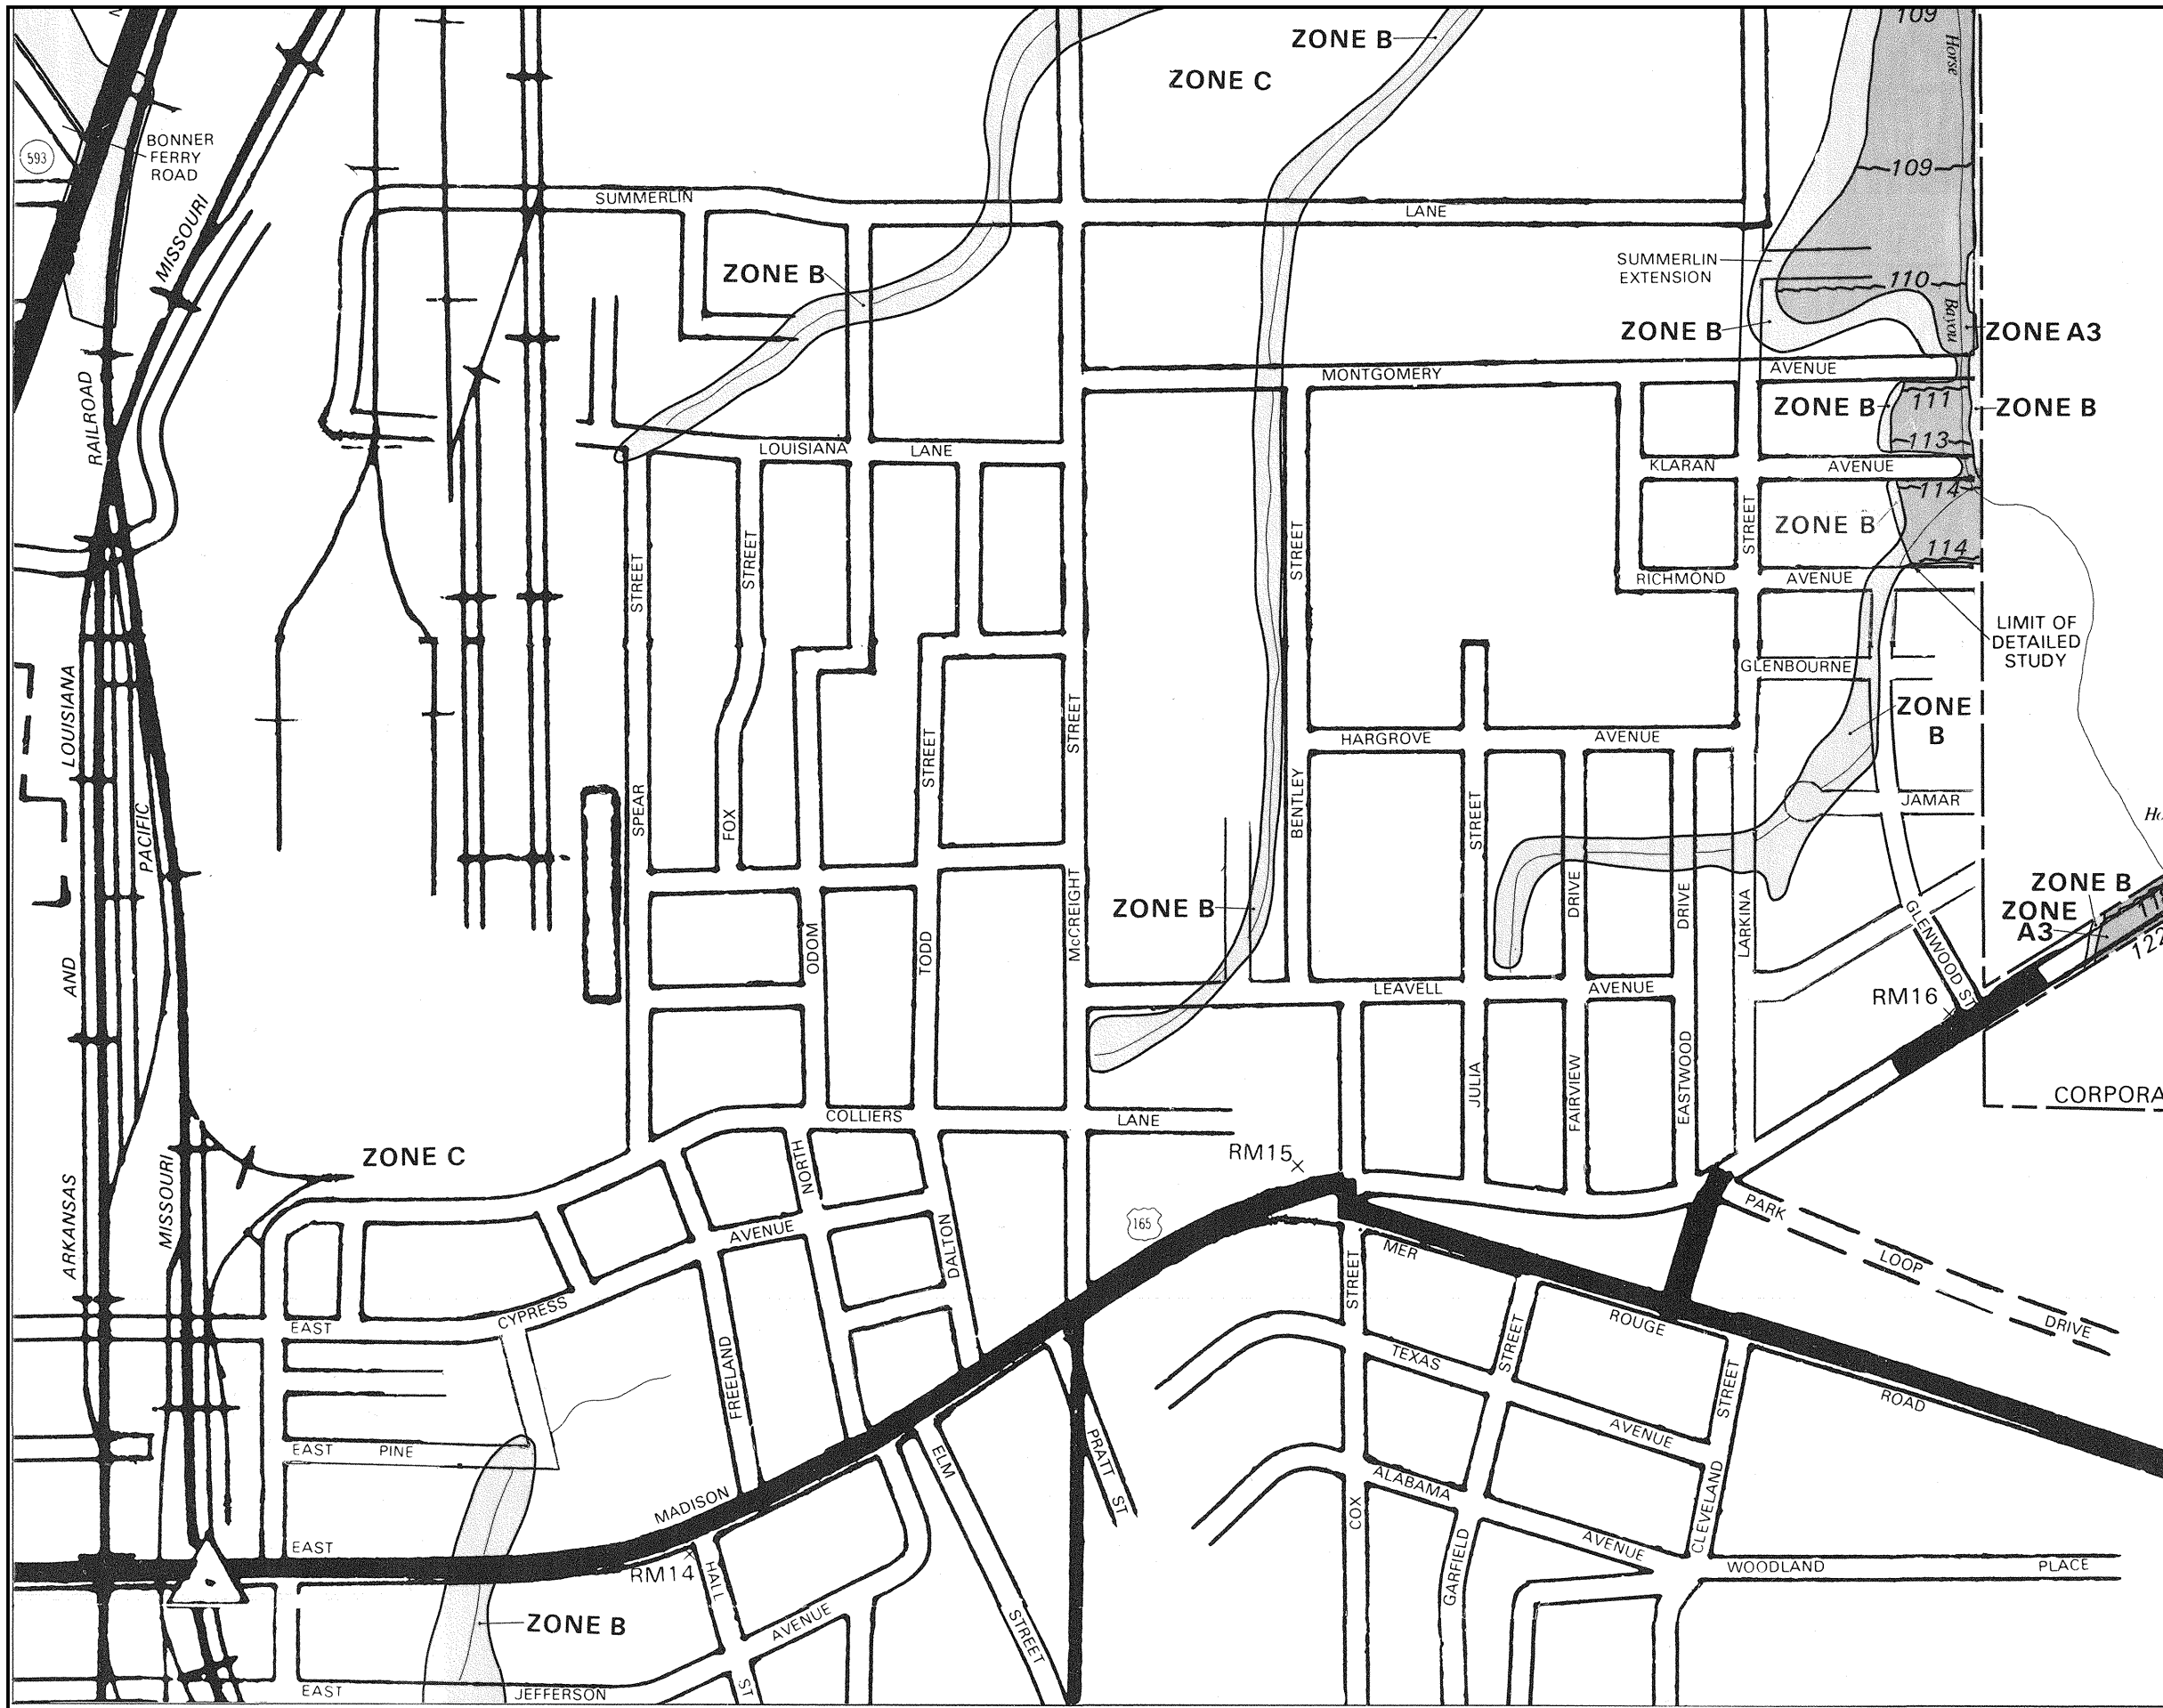 109
Horse
ZONE B
ZONE C
BONNER
FERRY
ROAD
593
109
MISSOURI
SUMMERLIN
LANE
SUMMERLIN
EXTENSION
ZONE B
110
Bayou
ZONE B
ZONE A3
MONTGOMERY
AVENUE
RAILROAD
ZONE B
111
ZONE B
113
LOUISIANA
LANE
KLARAN
AVENUE
114
ZONE B
STREET
STREET
STREET
STREET
114
RICHMOND
AVENUE
LIMIT OF
DETAILED
STUDY
GLENBOURNE
LOUISIANA
STREET
STREET
ZONE
B
HARGROVE
AVENUE
PACIFIC
SPEAR
FOX
BENTLEY
STREET
JAMAR
ZONE B
ZONE B
McCREIGHT
DRIVE
DRIVE
LARKINA
GLENWOOD ST
ZONE
A3
122
ODOM
TODD
AND
LEAVELL
AVENUE
RM16
JULIA
FAIRVIEW
EASTWOOD
CORPORA
COLLIERS
LANE
ZONE C
RM15
NORTH
ARKANSAS
MISSOURI
165
PARK
AVENUE
DALTON
MER
LOOP
STREET
EAST
CYPRESS
ROUGE
DRIVE
FREELAND
TEXAS
STREET
STREET
ROAD
EAST
PINE
ELM
PRATT ST
AVENUE
MADISON
ALABAMA
COX
CLEVELAND
EAST
AVENUE
GARFIELD
WOODLAND
PLACE
RM14
HALL
ZONE B
AVENUE
STREET
EAST
JEFFERSON
ST